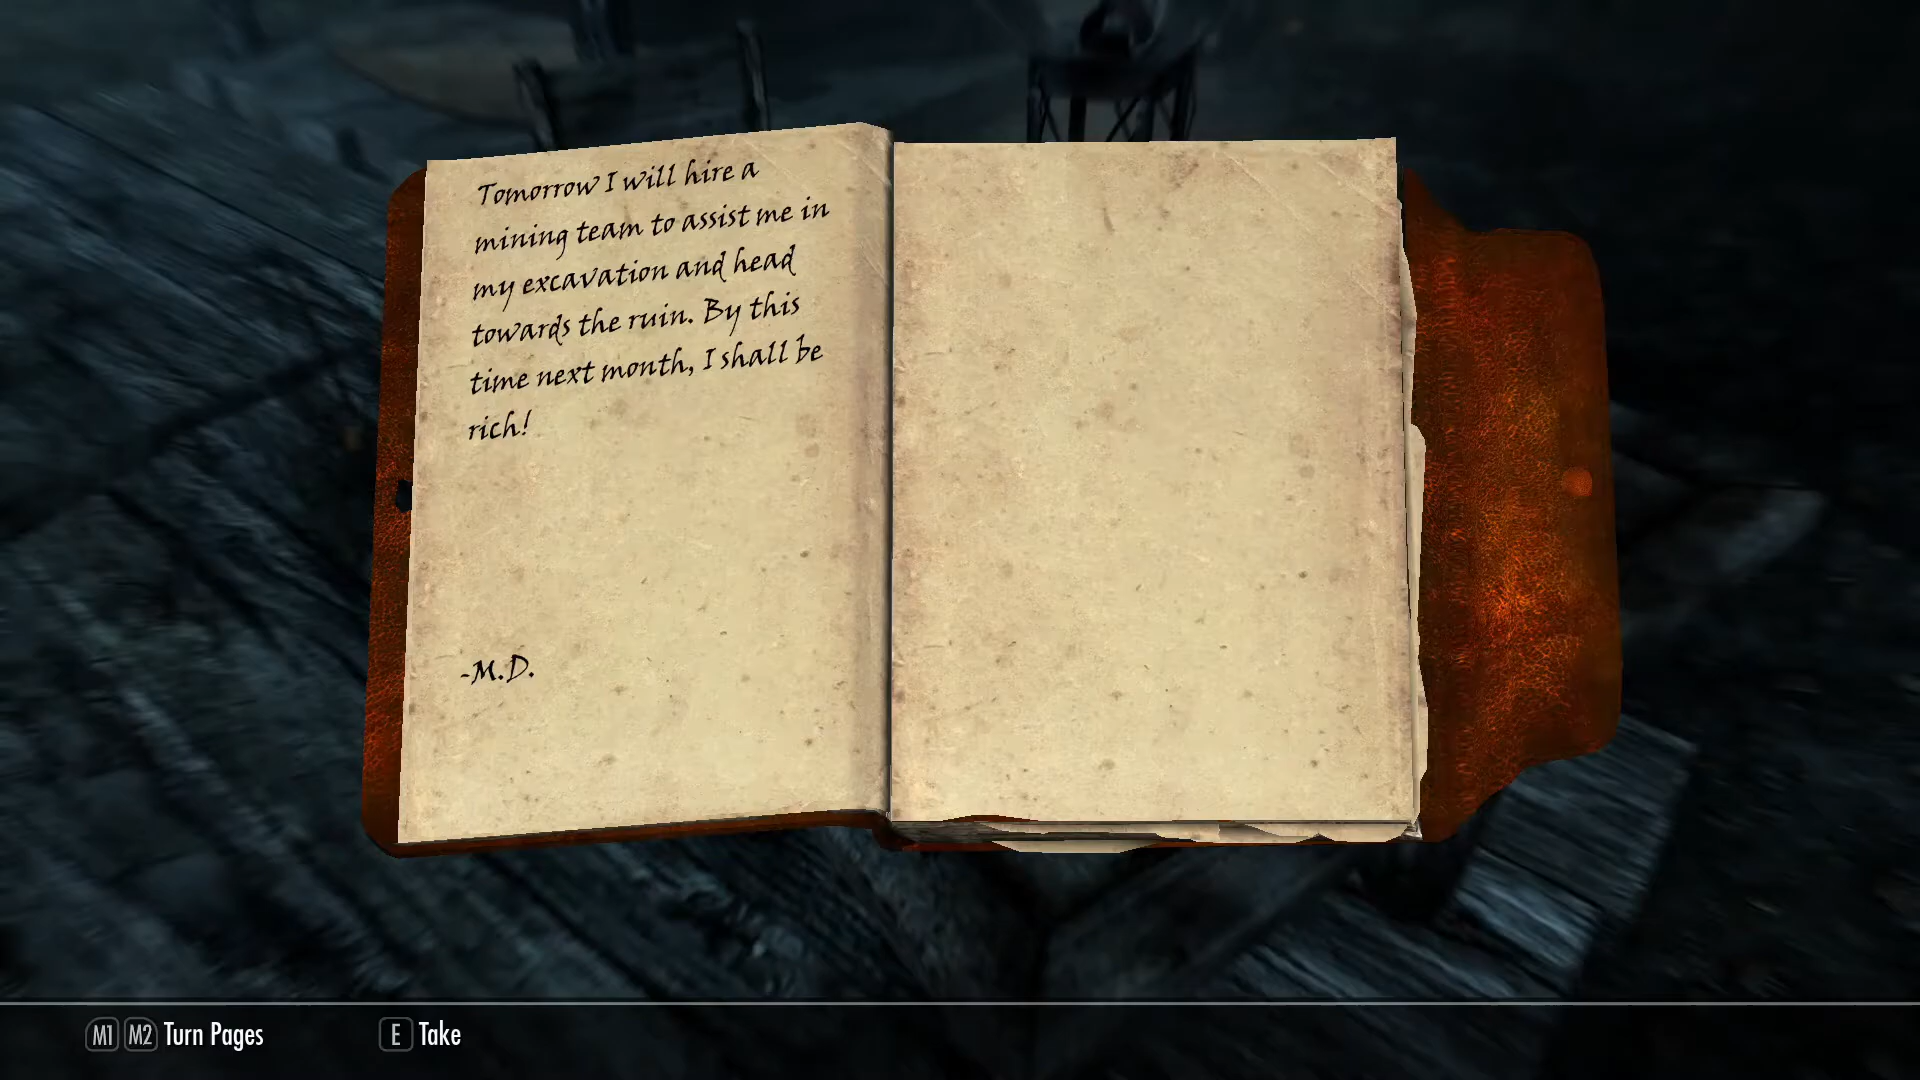 Tomorrow I will hire a
mining team to assist me in
my excavation and head
towards the ruin. By this
time next month, I shall be
rich!
-M.D.
M1 M2 Turn Pages
E Take